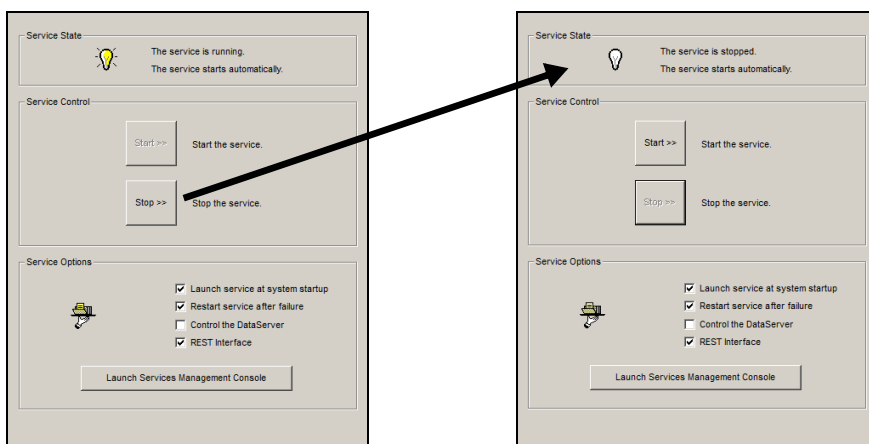 Service State
The service is running.
The service starts automatically.
Service Control
Start >>
Start the service.
Stop >>
Stop the service.
Service Options
Launch service at system startup
Restart service after failure
Control the DataServer
REST Interface
Launch Services Management Console
Service State
The service is stopped.
The service starts automatically.
Service Control
Start >>
Start the service.
Stop >>
Stop the service.
Service Options
Launch service at system startup
Restart service after failure
Control the DataServer
REST Interface
Launch Services Management Console